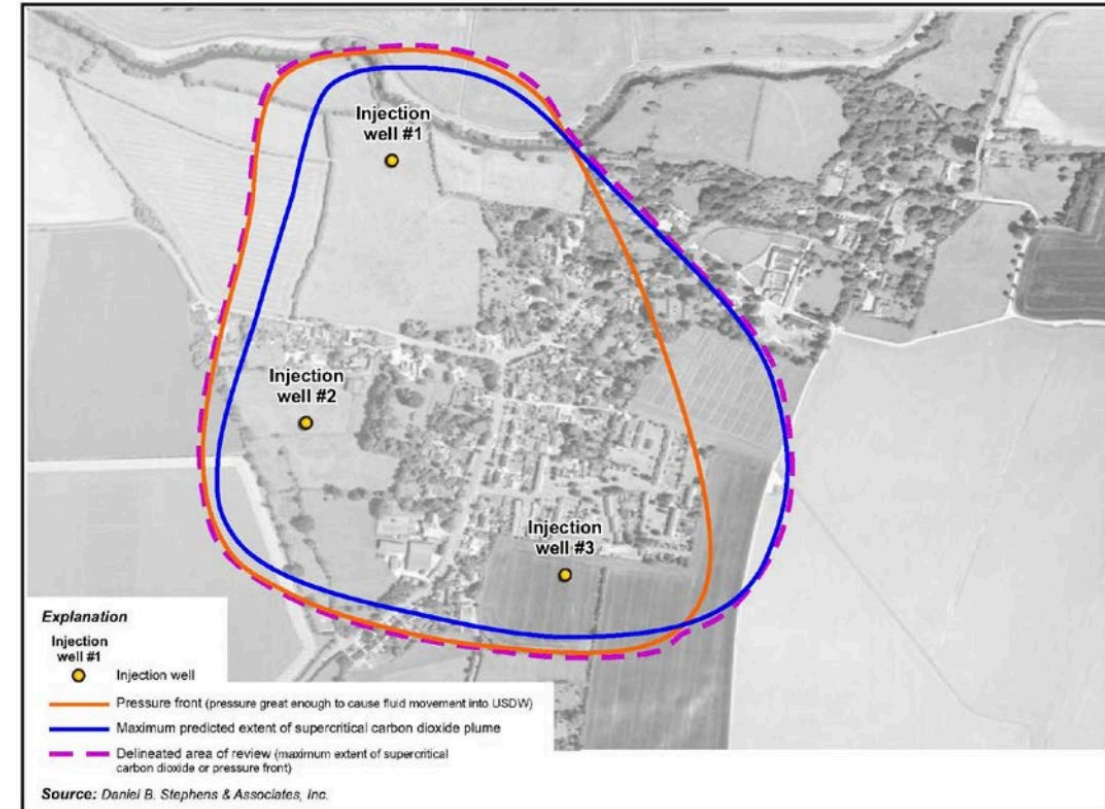 Injection
well #1
Injection
well #2
Injection
well #3
Explanation
Injection
well #1
Injection well
Pressure front (pressure great enough to cause fluid movement into USDW)
Maximum predicted extent of supercritical carbon dioxide plume
Delineated area of review (maximum extent of supercritical
carbon dioxide or pressure front)
Source: Daniel B. Stephens & Associates, Inc.